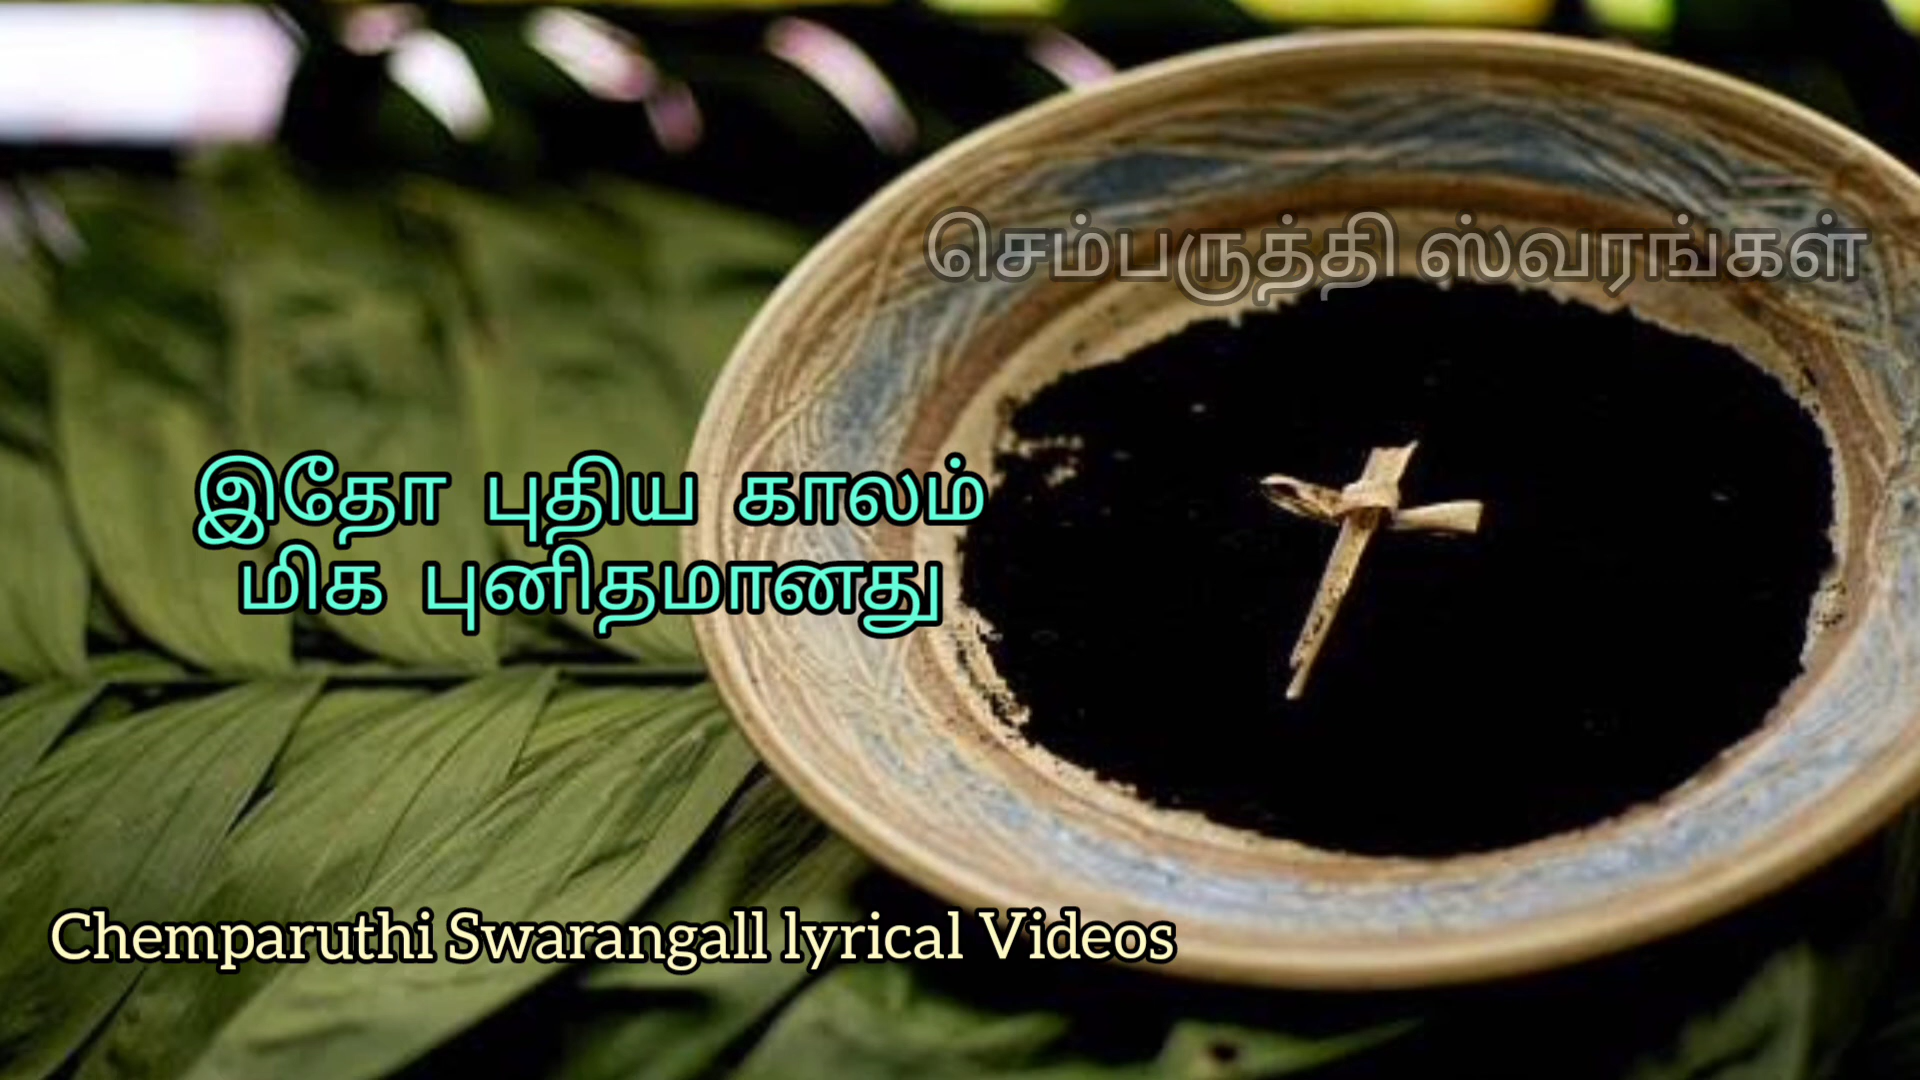 செம்பருத்தி ஸ்வரங்கள்
இதோ புதிய காலம்
மிக புனிதமானது
Chemparuthi Swarangall lyrical Videos